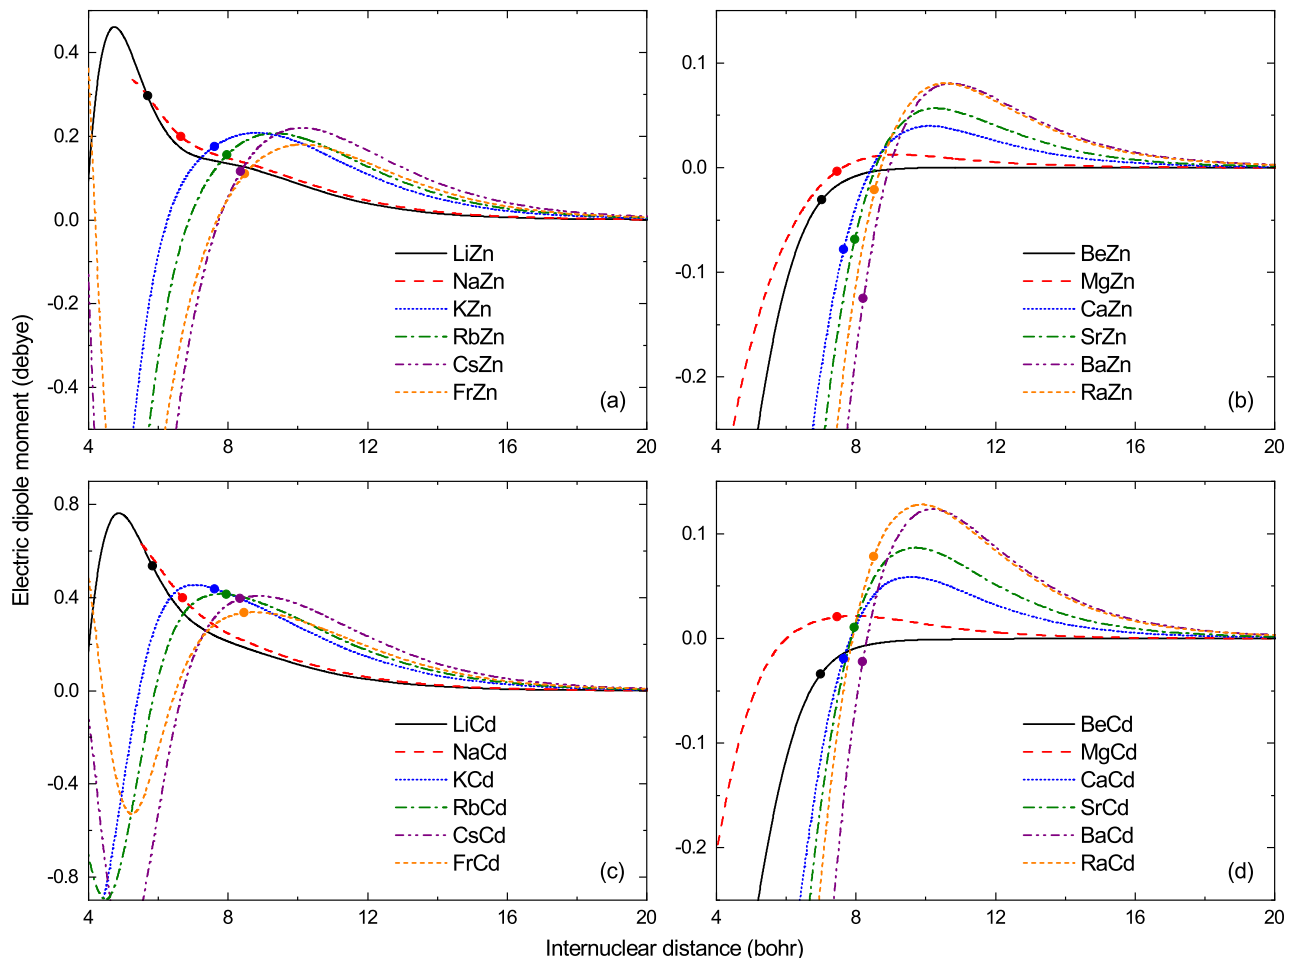 Electric dipole moment (debye)
0.4
0.2
0.0
-0.2
-0.4
4
8
12
16
20
LiZn
NaZn
KZn
RbZn
CsZn
FrZn
(a)
0.1
0.0
-0.1
-0.2
4
8
12
16
20
BeZn
MgZn
CaZn
SrZn
BaZn
RaZn
(b)
0.8
0.4
0.0
-0.4
-0.8
4
8
12
16
20
LiCd
NaCd
KCd
RbCd
CsCd
FrCd
(c)
0.1
0.0
-0.1
-0.2
4
8
12
16
20
BeCd
MgCd
CaCd
SrCd
BaCd
RaCd
(d)
Internuclear distance (bohr)